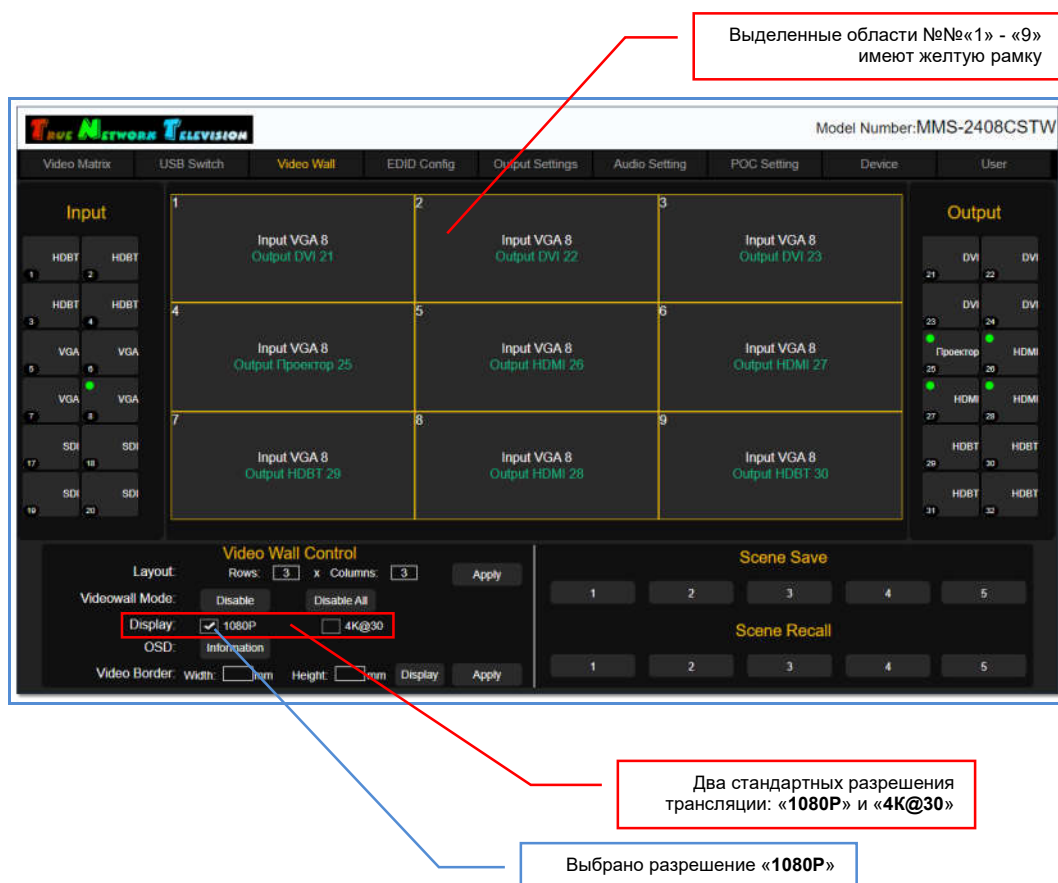 Выделенные области №№«1» - «9»
имеют желтую рамку
TRUE NETWORK TELEVISION
Model Number:MMS-2408CSTW
Video Matrix USB Switch Video Wall EDID Config Output Settings Audio Setting POC Setting Device User
Input
HDBT HDBT
1 2
HDBT HDBT
3 4
VGA VGA
5 6
VGA VGA
7 8
SDI SDI
17 18
SDI SDI
19 20
1 2 3
Input VGA 8 Input VGA 8 Input VGA 8
Output DVI 21 Output DVI 22 Output DVI 23
4 5 6
Input VGA 8 Input VGA 8 Input VGA 8
Output Проектор 25 Output HDMI 26 Output HDMI 27
7 8 9
Input VGA 8 Input VGA 8 Input VGA 8
Output HDBT 29 Output HDMI 28 Output HDBT 30
Output
DVI DVI
21 22
DVI DVI
23 24
Проектор HDMI
25 26
HDMI HDMI
27 28
HDBT HDBT
29 30
HDBT HDBT
31 32
Video Wall Control
Layout: Rows: 3 x Columns: 3 Apply
Videowall Mode: Disable Disable All
Display: 1080P 4K@30
OSD: Information
Video Border: Width: mm Height: mm Display Apply
Scene Save
1 2 3 4 5
Scene Recall
1 2 3 4 5
Два стандартных разрешения
трансляции: «1080P» и «4K@30»
Выбрано разрешение «1080P»